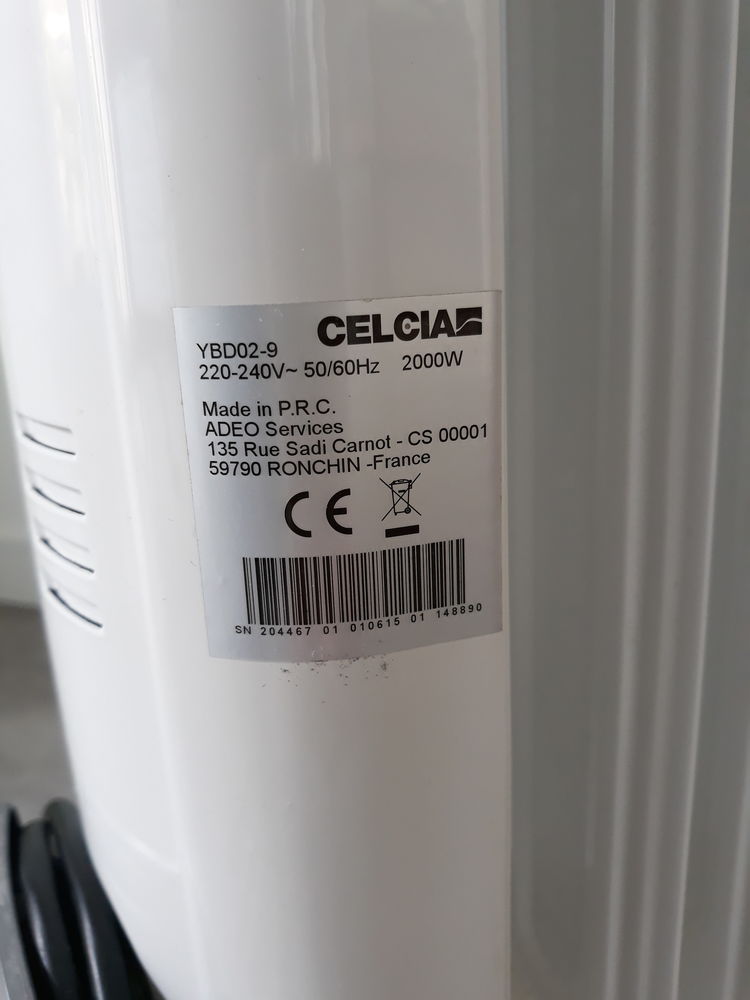 CELCIA
YBD02-9
220-240V~ 50/60Hz 2000W
Made in P.R.C.
ADEO Services
135 Rue Sadi Carnot - CS 00001
59790 RONCHIN -France
CE
SN 204467 01 010615 01 148890